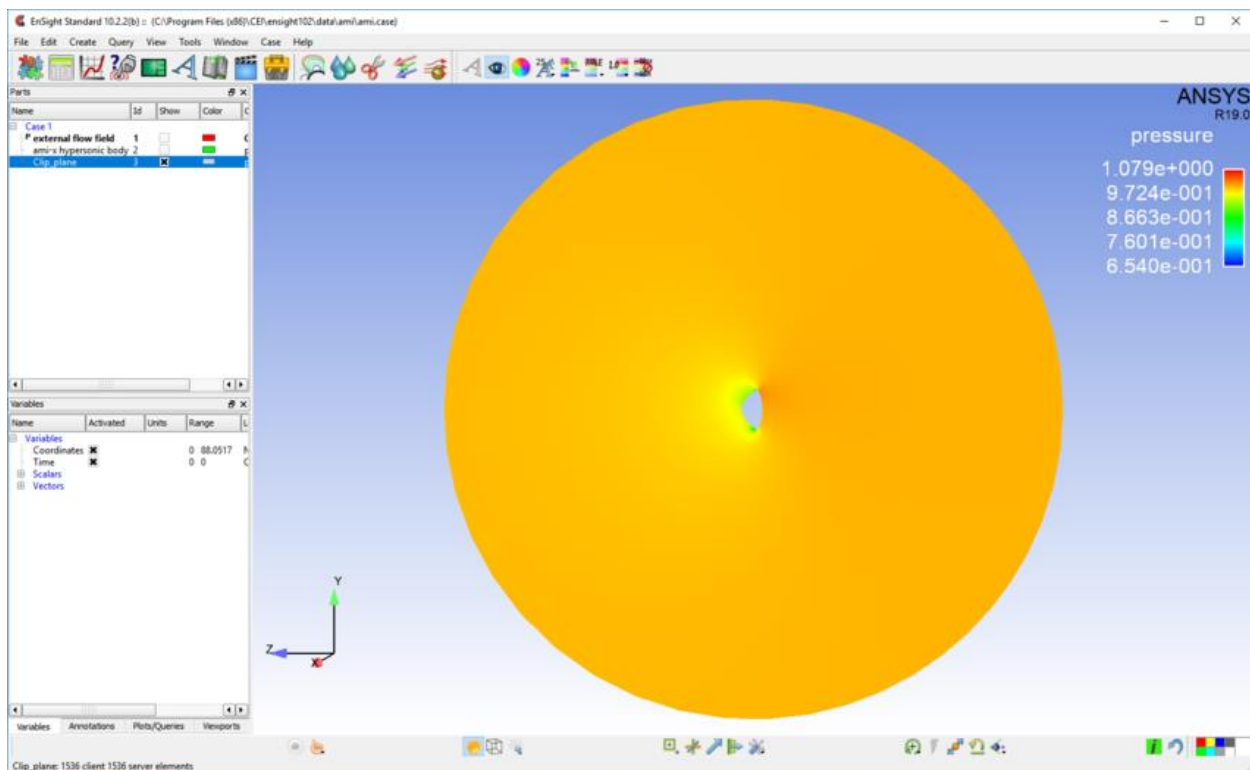 EnSight Standard 10.2.2(b) :: (C:\Program Files (x86)\CEI\ensight102\data\ami\ami.case)
File Edit Create Query View Tools Window Case Help
Parts
Name Id Show Color C
Case 1
P external flow field 1 C
ami-x hypersonic body 2 p
Clip_plane 3 p
Variables
Name Activated Units Range L
Variables
Coordinates 0 88.0517 N
Time 0 0 C
Scalars
Vectors
Variables Annotations Plots/Queries Viewports
Clip_plane: 1536 client 1536 server elements
ANSYS
R19.0
pressure
1.079e+000
9.724e-001
8.663e-001
7.601e-001
6.540e-001
Y
Z
X